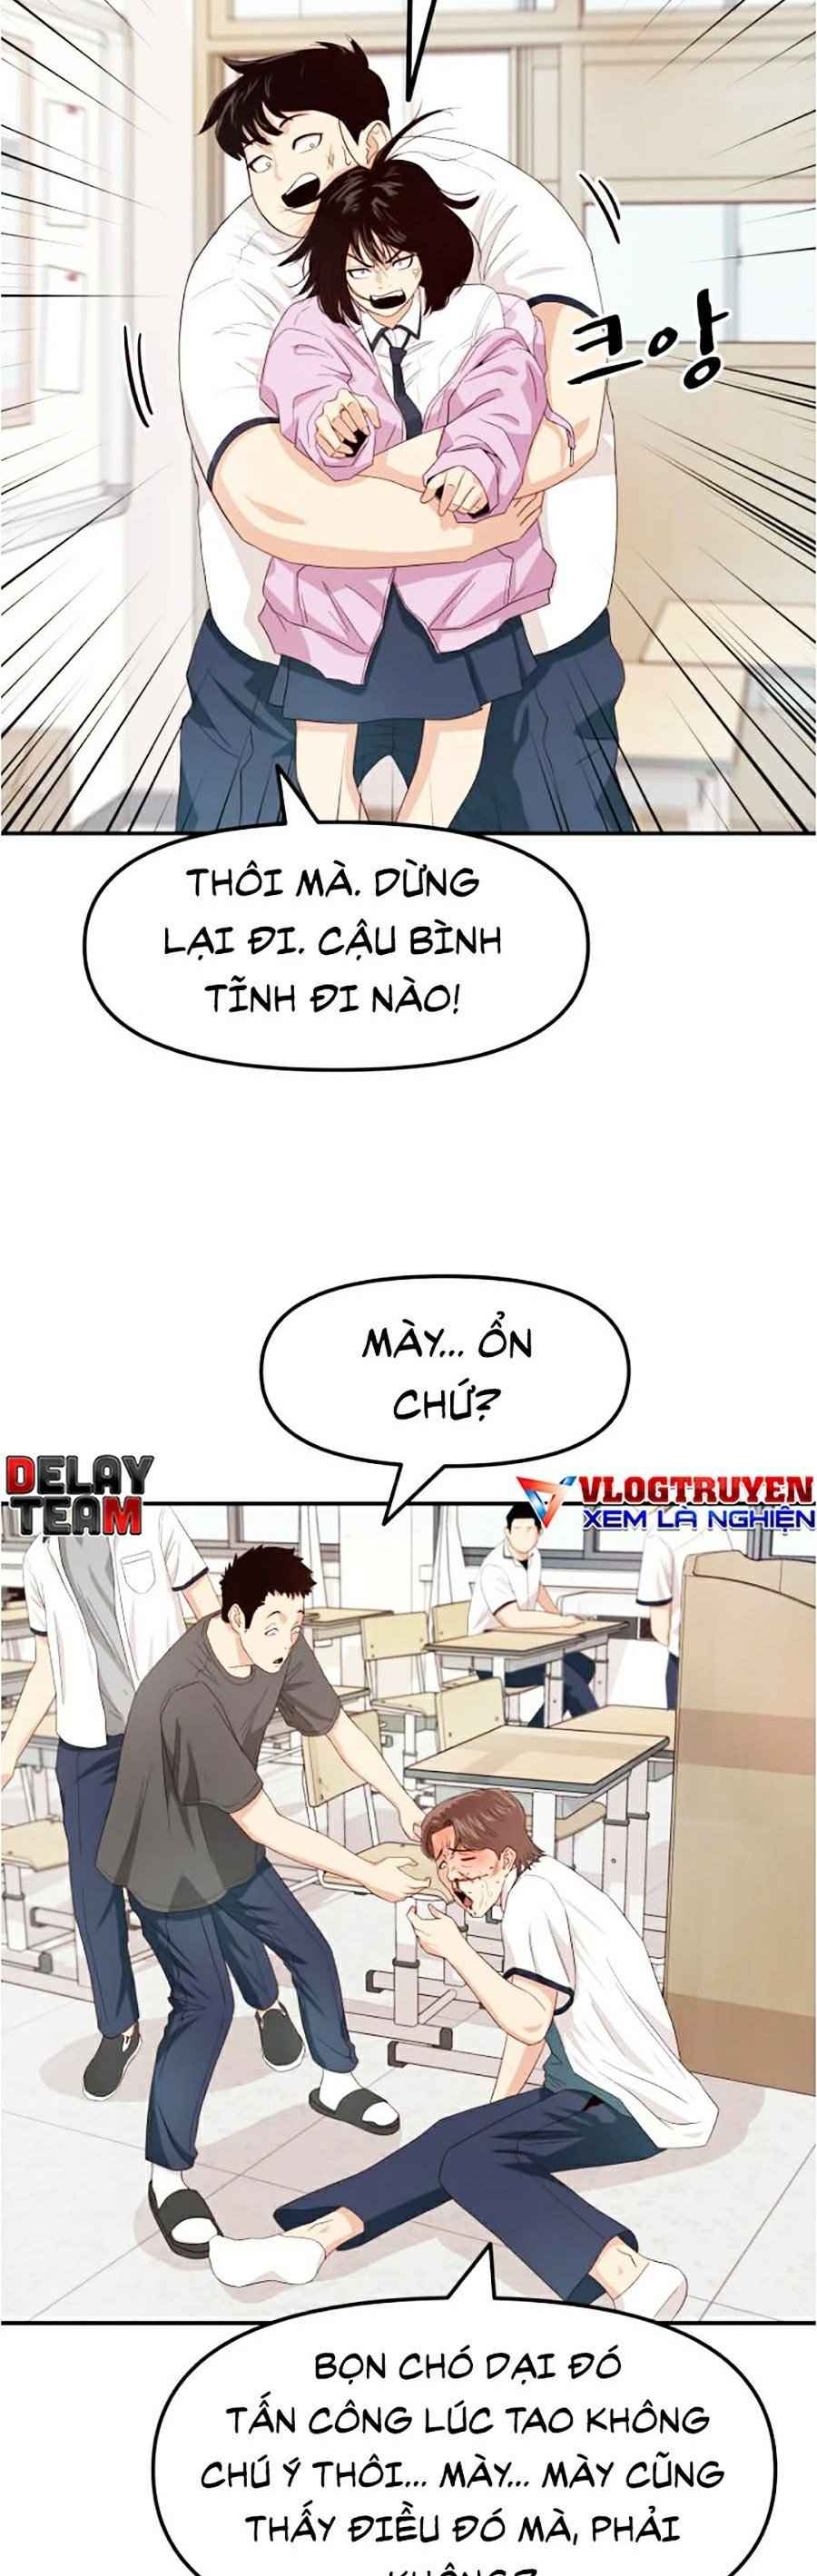 크앙
THÔI MÀ. DỪNG
LẠI ĐI. CẬU BÌNH
TĨNH ĐI NÀO!
MÀY... ỔN
CHỨ?
DELAY
TEAM
VLOGTRUYEN
XEM LÀ NGHIỆN
BỌN CHÓ DẠI ĐÓ
TẤN CÔNG LÚC TAO KHÔNG
CHÚ Ý THÔI... MÀY... MÀY CŨNG
THẤY ĐIỀU ĐÓ MÀ, PHẢI